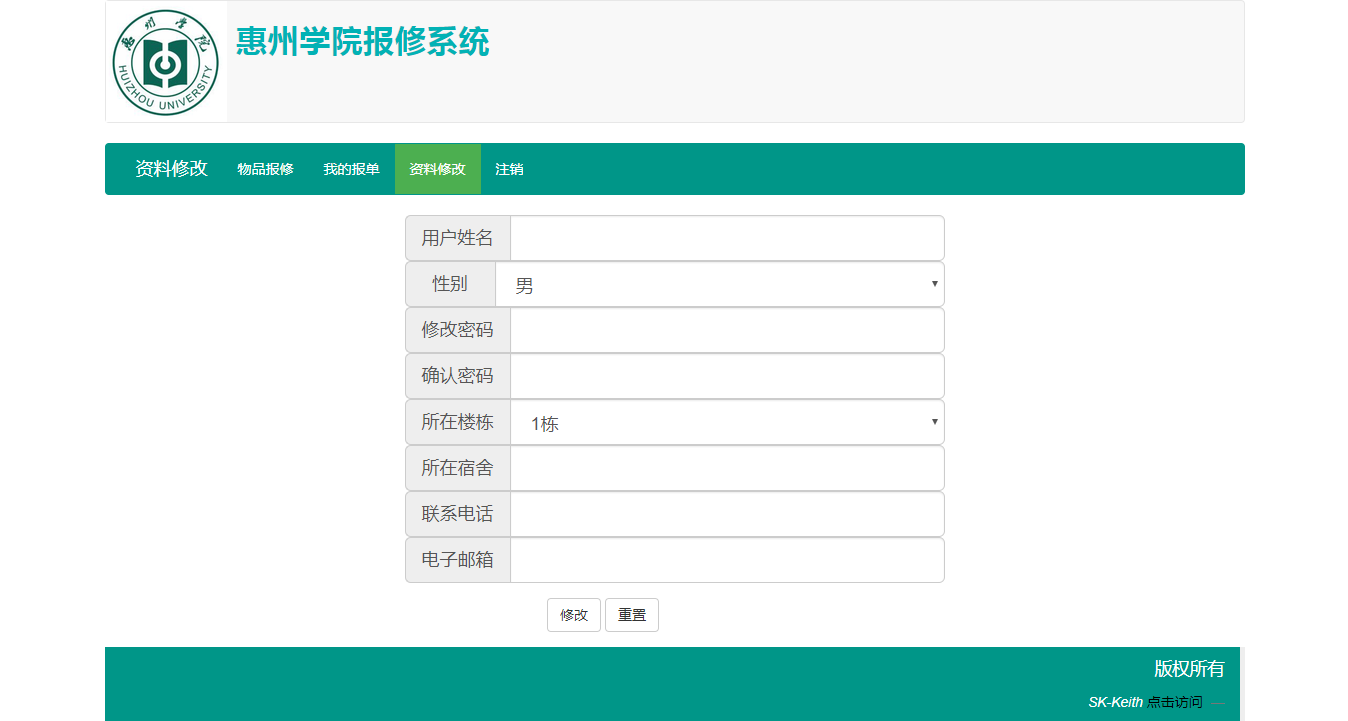 惠州学院
HUIZHOU UNIVERSITY
惠州学院报修系统
资料修改 物品报修 我的报单 资料修改 注销
用户姓名
性别 男
修改密码
确认密码
所在楼栋 1栋
所在宿舍
联系电话
电子邮箱
修改 重置
版权所有
SK-Keith 点击访问